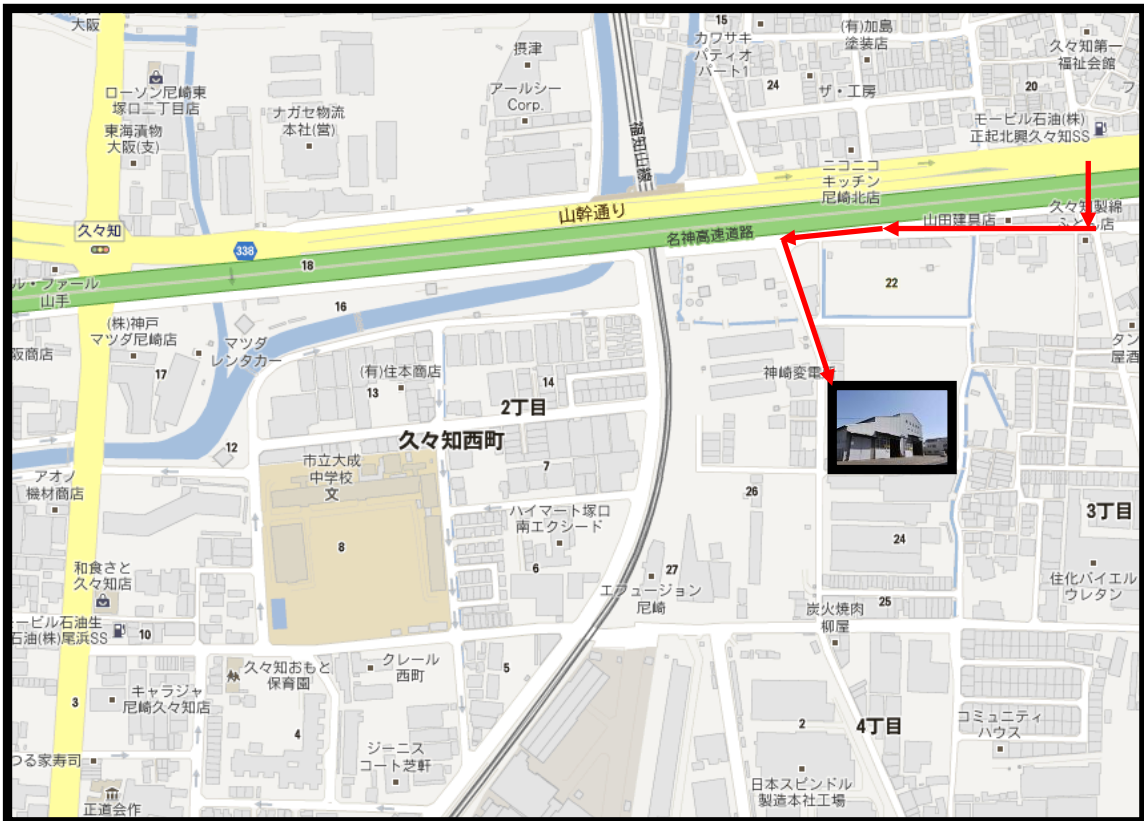 大阪
ローソン尼崎東
塚口二丁目店
東海漬物
大阪(支)
ナガセ物流
本社(営)
摂津
アールシー
Corp.
福知山線
15
カワサキ
パティオ
パート1
(有)加島
塗装店
24
ザ・工房
久々知第一
福祉会館
20
フ
モービル石油(株)
正起北興久々知SS
ニコニコ
キッチン
尼崎北店
久々知
338
山幹通り
名神高速道路
18
山田建具店
久々知製綿
ふとん店
ル・ファール
山手
16
22
(株)神戸
マツダ尼崎店
マツダ
レンタカー
阪商店
17
(有)住本商店
13
14
2丁目
久々知西町
神崎変電
タン
屋酒
12
アオノ
機材商店
市立大成
中学校
文
7
26
ハイマート塚口
南エクシード
3丁目
8
6
27
エフュージョン
尼崎
24
25
住化バイエル
ウレタン
和食さと
久々知店
ービル石油生
石油(株)尾浜SS
10
炭火焼肉
柳屋
久々知おもと
保育園
クレール
西町
5
3
キャラジャ
尼崎久々知店
4
2
4丁目
コミュニティ
ハウス
つる家寿司
ジーニス
コート芝軒
日本スピンドル
製造本社工場
正道会作